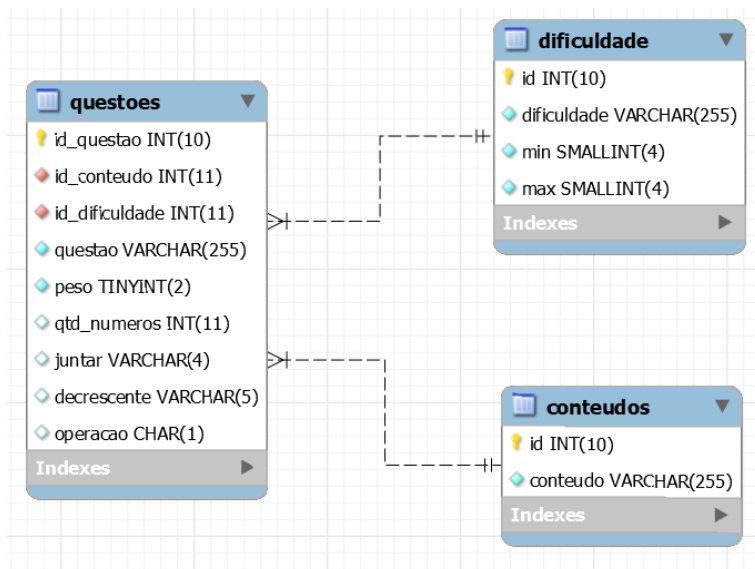 questoes
id_questao INT(10)
id_conteudo INT(11)
id_dificuldade INT(11)
questao VARCHAR(255)
peso TINYINT(2)
qtd_numeros INT(11)
juntar VARCHAR(4)
decrescente VARCHAR(5)
operacao CHAR(1)
Indexes
dificuldade
id INT(10)
dificuldade VARCHAR(255)
min SMALLINT(4)
max SMALLINT(4)
Indexes
conteudos
id INT(10)
conteudo VARCHAR(255)
Indexes